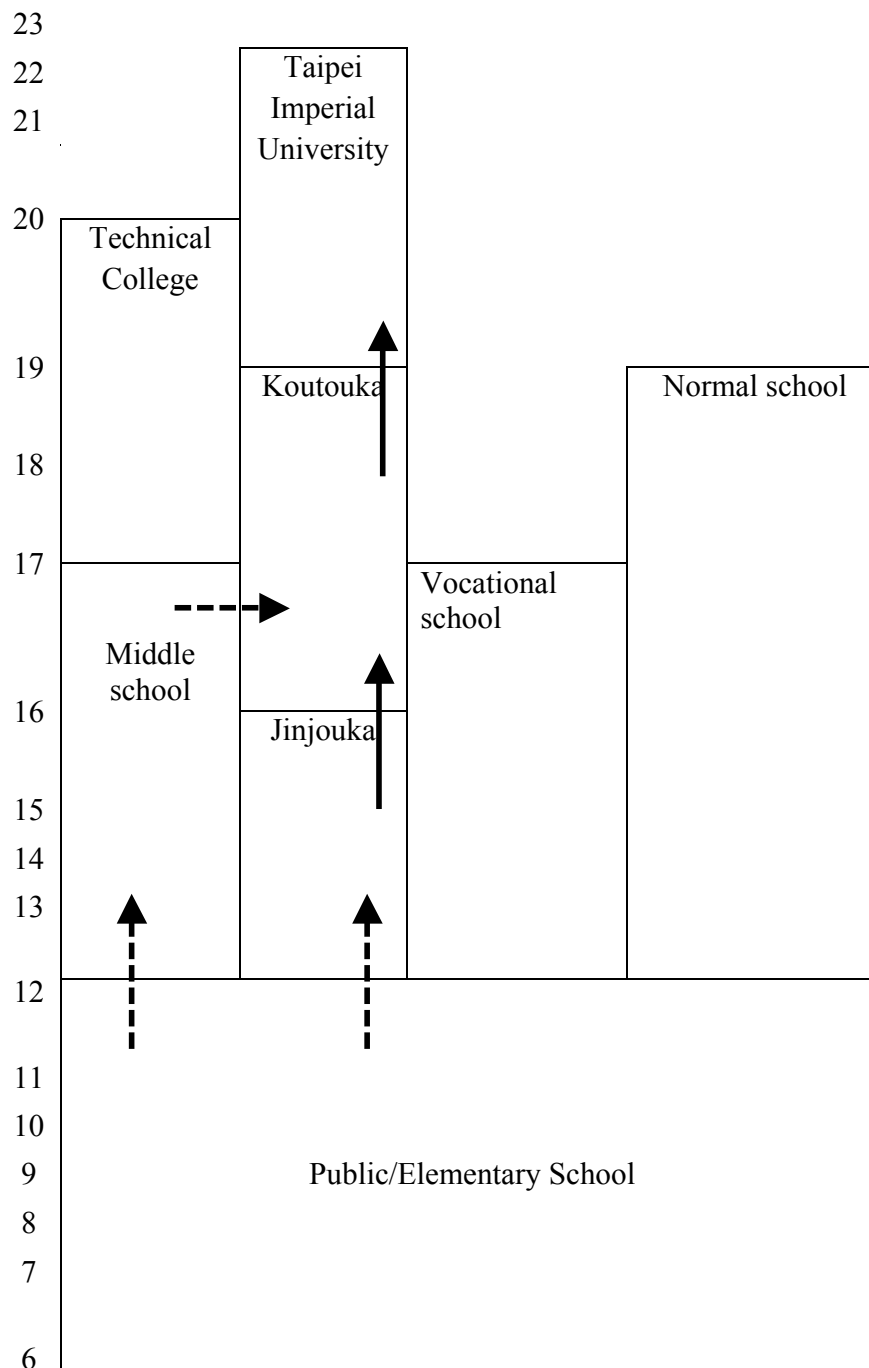 23
22
21
Taipei
Imperial
University
20
Technical
College
19
Koutouka
Normal school
18
17
Vocational
school
Middle
school
16
Jinjouka
15
14
13
12
11
10
9
Public/Elementary School
8
7
6